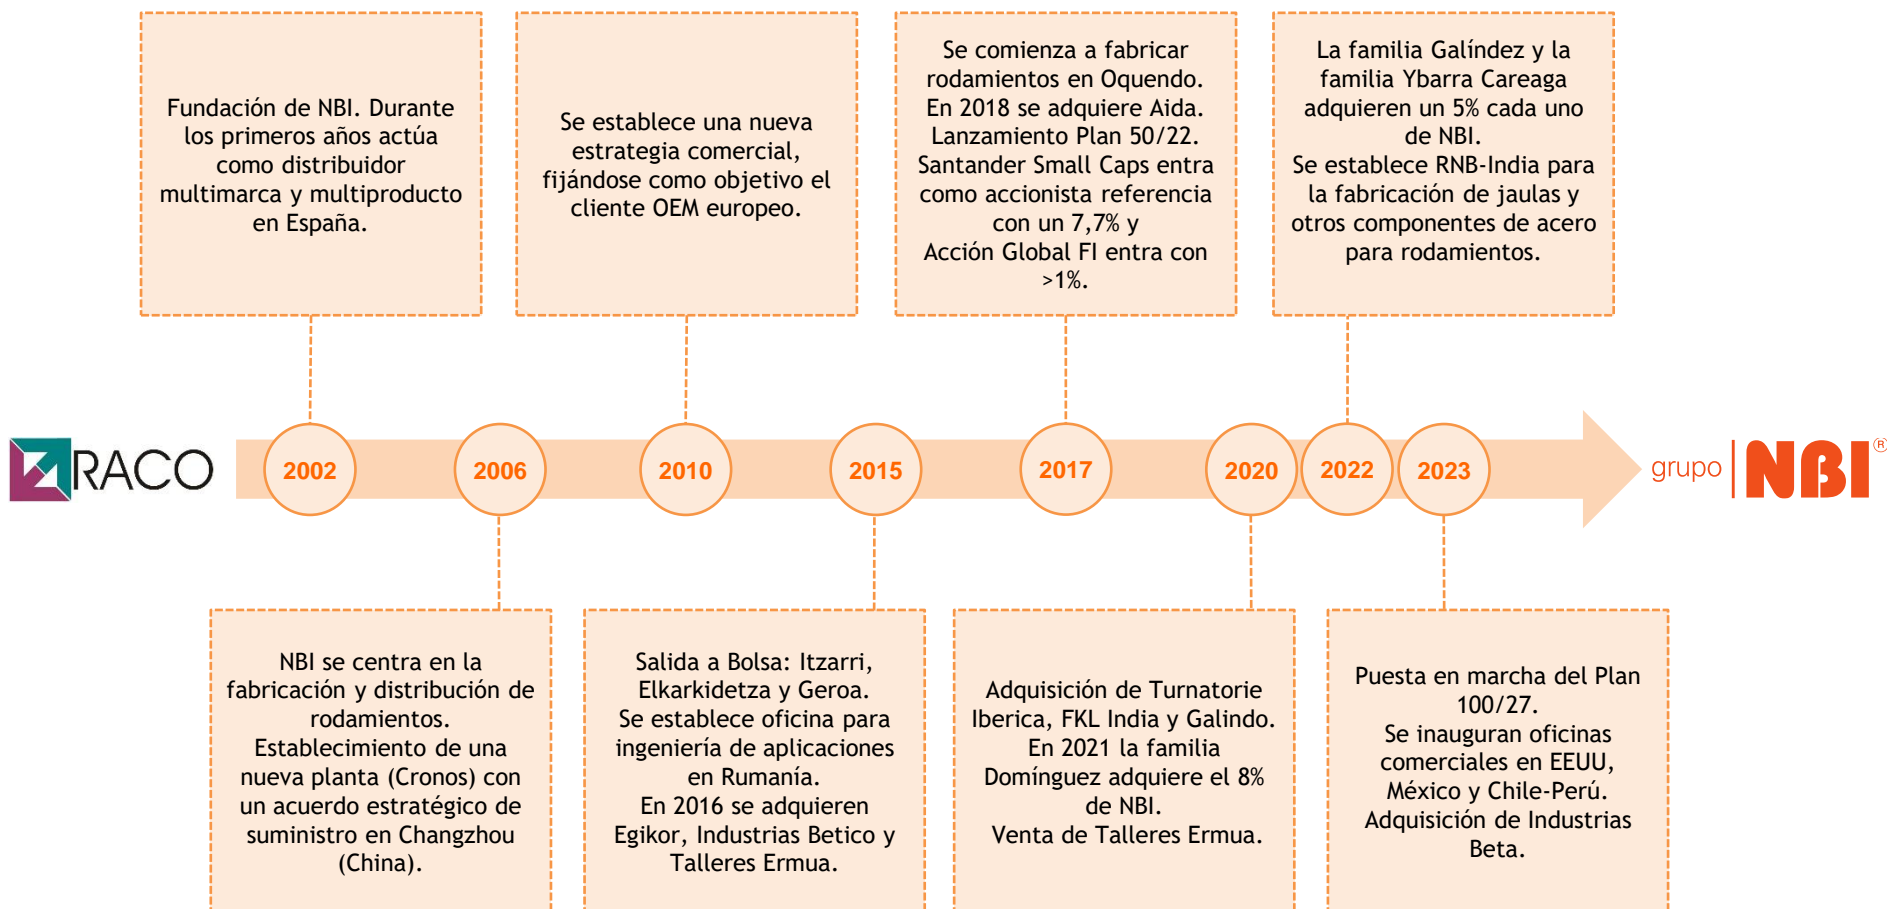 Fundación de NBI. Durante
los primeros años actúa
como distribuidor
multimarca y multiproducto
en España.
Se establece una nueva
estrategia comercial,
fijándose como objetivo el
cliente OEM europeo.
Se comienza a fabricar
rodamientos en Oquendo.
En 2018 se adquiere Aida.
Lanzamiento Plan 50/22.
Santander Small Caps entra
como accionista referencia
con un 7,7% y
Acción Global FI entra con
>1%.
La familia Galíndez y la
familia Ybarra Careaga
adquieren un 5% cada uno
de NBI.
Se establece RNB-India para
la fabricación de jaulas y
otros componentes de acero
para rodamientos.
RACO
2002
2006
2010
2015
2017
2020
2022
2023
grupo NBI®
NBI se centra en la
fabricación y distribución de
rodamientos.
Establecimiento de una
nueva planta (Cronos) con
un acuerdo estratégico de
suministro en Changzhou
(China).
Salida a Bolsa: Itzarri,
Elkarkidetza y Geroa.
Se establece oficina para
ingeniería de aplicaciones
en Rumanía.
En 2016 se adquieren
Egikor, Industrias Betico y
Talleres Ermua.
Adquisición de Turnatorie
Iberica, FKL India y Galindo.
En 2021 la familia
Domínguez adquiere el 8%
de NBI.
Venta de Talleres Ermua.
Puesta en marcha del Plan
100/27.
Se inauguran oficinas
comerciales en EEUU,
México y Chile-Perú.
Adquisición de Industrias
Beta.